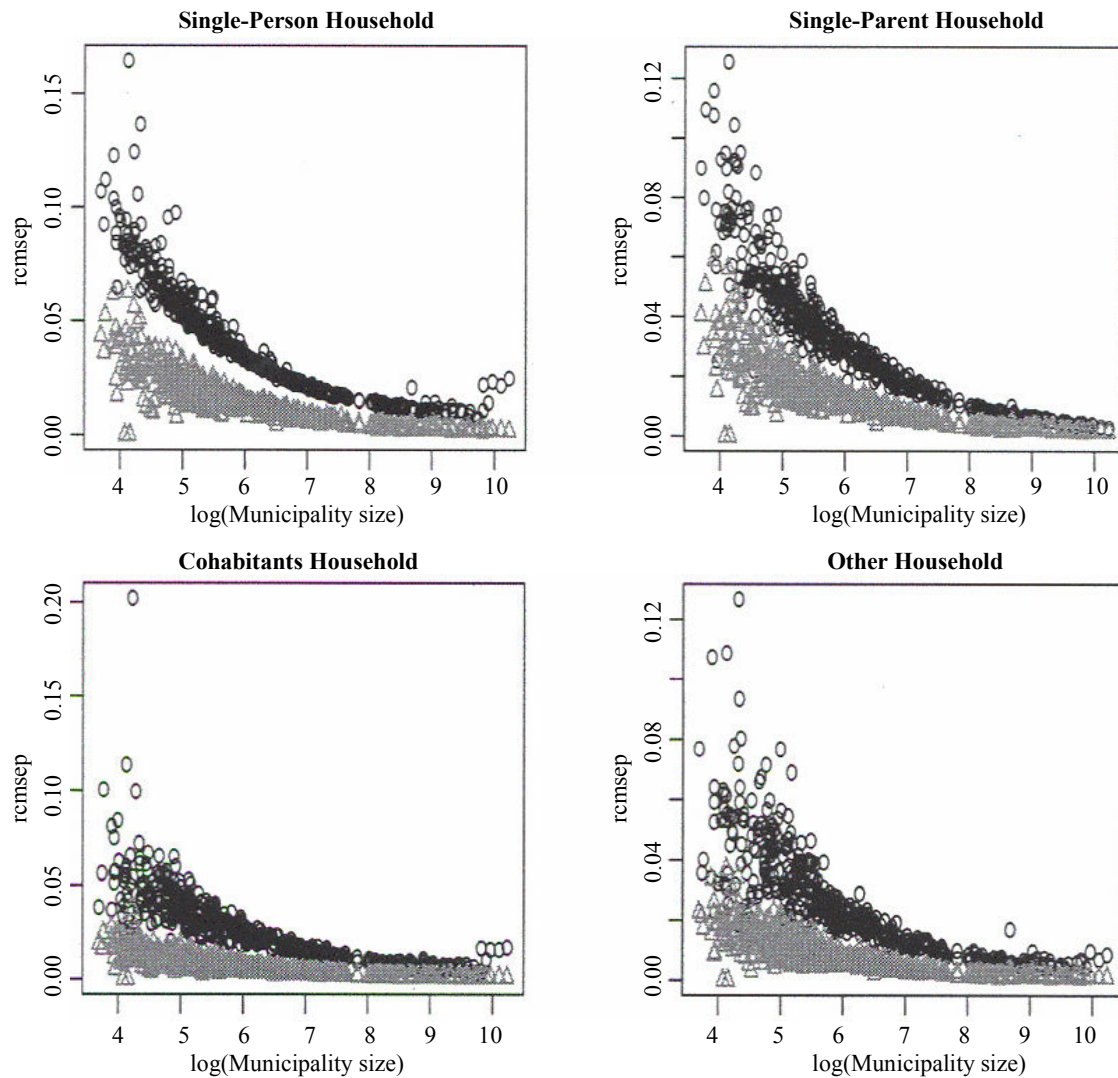 Single-Person Household
rcmsep
0.15
0.10
0.05
0.00
4 5 6 7 8 9 10
log(Municipality size)
Single-Parent Household
rcmsep
0.12
0.08
0.04
0.00
4 5 6 7 8 9 10
log(Municipality size)
Cohabitants Household
rcmsep
0.20
0.15
0.10
0.05
0.00
4 5 6 7 8 9 10
log(Municipality size)
Other Household
rcmsep
0.12
0.08
0.04
0.00
4 5 6 7 8 9 10
log(Municipality size)